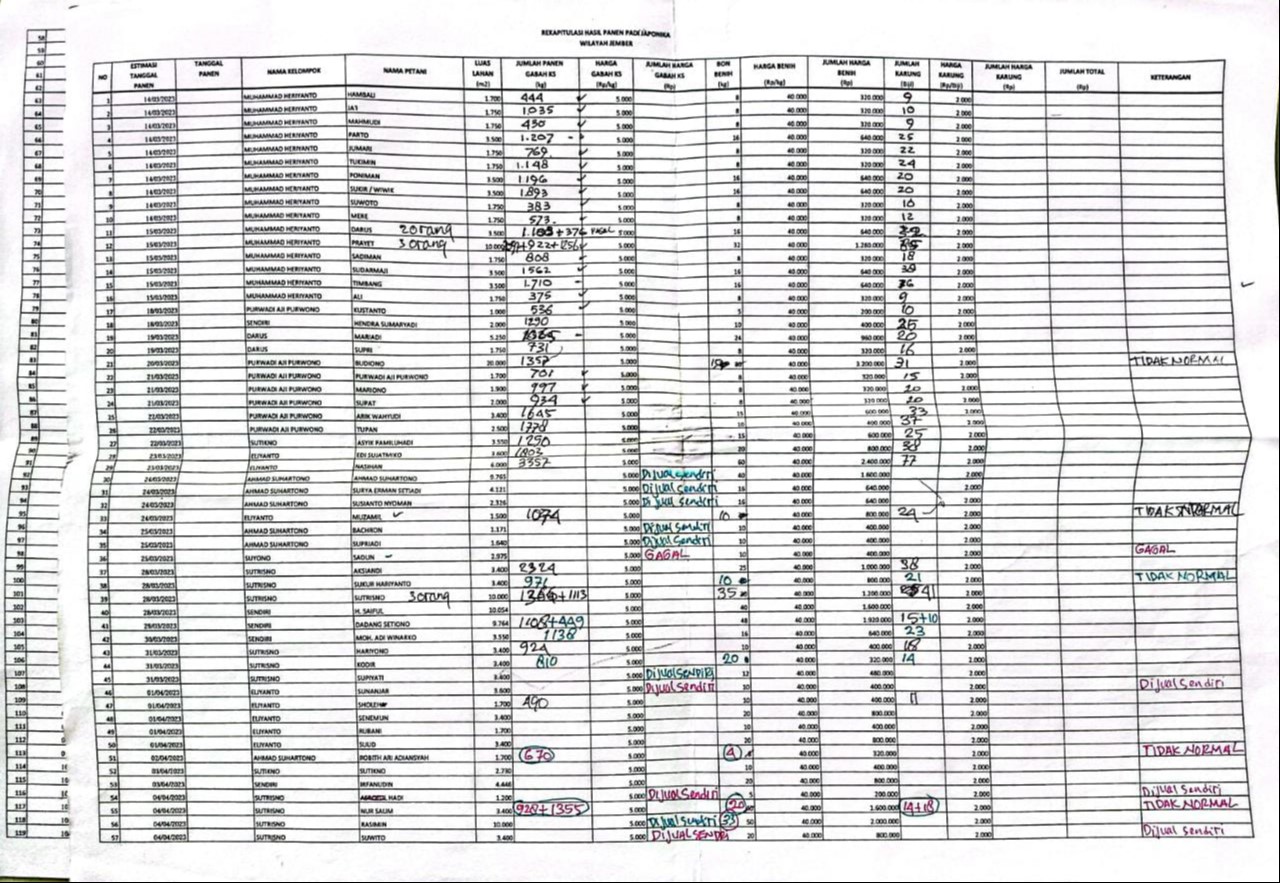 REKAPITULASI HASIL PANEN PADI JAPONIKA
WILAYAH JEMBER
NO ESTIMASI TANGGAL PANEN TANGGAL PANEN NAMA KELOMPOK NAMA PETANI LUAS LAHAN (m2) JUMLAH PANEN GABAH KS (kg) HARGA GABAH KS (Rp/kg) JUMLAH HARGA GABAH KS (Rp) BON BENIH (kg) HARGA BENIH (Rp/kg) JUMLAH HARGA BENIH (Rp) JUMLAH KARUNG (Biji) HARGA KARUNG (Rp/Biji) JUMLAH HARGA KARUNG (Rp) JUMLAH TOTAL (Rp) KETERANGAN
1 14/03/2023 MUHAMMAD HERIYANTO HAMBALI 1.700 444 ✓ 5.000 8 40.000 320.000 9 2.000
2 14/03/2023 MUHAMMAD HERIYANTO 1.750 1.035 ✓ 5.000 8 40.000 320.000 10 2.000
3 14/03/2023 MUHAMMAD HERIYANTO MAHMUDI 1.750 430 ✓ 5.000 8 40.000 320.000 9 2.000
4 14/03/2023 MUHAMMAD HERIYANTO PARTO 3.500 1.207 - 5.000 16 40.000 640.000 25 2.000
5 14/03/2023 MUHAMMAD HERIYANTO JUMARI 1.750 769 ✓ 5.000 8 40.000 320.000 22 2.000
6 14/03/2023 MUHAMMAD HERIYANTO TUKIMIN 1.750 1.148 ✓ 5.000 8 40.000 320.000 24 2.000
7 14/03/2023 MUHAMMAD HERIYANTO PONIMAN 3.500 1.196 ✓ 5.000 16 40.000 640.000 20 2.000
8 14/03/2023 MUHAMMAD HERIYANTO SUKIR / WIWIK 3.500 1.893 ✓ 5.000 16 40.000 640.000 20 2.000
9 14/03/2023 MUHAMMAD HERIYANTO SUWOTO 1.750 383 ✓ 5.000 8 40.000 320.000 10 2.000
10 14/03/2023 MUHAMMAD HERIYANTO MERE 1.750 573 ✓ 5.000 8 40.000 320.000 12 2.000
11 15/03/2023 MUHAMMAD HERIYANTO DARUS 2 orang 3.500 +376 5.000 16 40.000 640.000 2.000
12 15/03/2023 MUHAMMAD HERIYANTO PRAYET 3 orang 10.000 +922+1256 ✓ 5.000 32 40.000 1.280.000 2.000
13 15/03/2023 MUHAMMAD HERIYANTO SADIMAN 1.750 808 ✓ 5.000 8 40.000 320.000 18 2.000
14 15/03/2023 MUHAMMAD HERIYANTO SUDARMAJI 3.500 1562 ✓ 5.000 16 40.000 640.000 2.000
15 15/03/2023 MUHAMMAD HERIYANTO TIMBANG 3.500 1.710 - 5.000 16 40.000 640.000 36 2.000
16 15/03/2023 MUHAMMAD HERIYANTO ALI 1.750 375 ✓ 5.000 8 40.000 320.000 9 2.000
17 18/03/2023 PURWADI AJI PURWONO KUSTANTO 1.000 536 ✓ 5.000 5 40.000 200.000 10 2.000
18 18/03/2023 SENDIRI HENDRA SUMARYADI 2.000 1290 5.000 10 40.000 400.000 25 2.000
19 19/03/2023 DARUS MARIADI 5.250 - 5.000 24 40.000 960.000 20 2.000
20 19/03/2023 DARUS SUPRI 1.750 731 5.000 8 40.000 320.000 16 2.000
21 20/03/2023 PURWADI AJI PURWONO BUDIONO 20.000 1357 5.000 40.000 3.200.000 31 2.000 TIDAK NORMAL
22 21/03/2023 PURWADI AJI PURWONO PURWADI AJI PURWONO 1.700 701 ✓ 5.000 8 40.000 320.000 15 2.000
23 21/03/2023 PURWADI AJI PURWONO MARIONO 1.900 997 ✓ 5.000 8 40.000 320.000 20 2.000
24 21/03/2023 PURWADI AJI PURWONO SUPAT 2.000 934 ✓ 5.000 8 40.000 320.000 20 2.000
25 22/03/2023 PURWADI AJI PURWONO ARIK WAHYUDI 3.400 1645 5.000 15 40.000 600.000 33 2.000
26 22/03/2023 PURWADI AJI PURWONO TUPAN 2.500 1778 5.000 10 40.000 400.000 37 2.000
27 22/03/2023 SUTIKNO ASYIK PAMILUHADI 3.550 1250 5.000 15 40.000 600.000 25 2.000
28 23/03/2023 ELIYANTO EDI SUJATMIKO 3.600 1803 5.000 20 40.000 800.000 38 2.000
29 23/03/2023 ELIYANTO NASIHAN 6.000 3357 5.000 60 40.000 2.400.000 77 2.000
30 24/03/2023 AHMAD SUHARTONO AHMAD SUHARTONO 9.765 5.000 Dijual Sendiri 40 40.000 1.600.000 2.000
31 24/03/2023 AHMAD SUHARTONO SURYA ERMAN SETIADI 4.121 5.000 Dijual Sendiri 16 40.000 640.000 2.000
32 24/03/2023 AHMAD SUHARTONO SUSIANTO NYOMAN 2.326 5.000 Dijual sendiri 16 40.000 640.000 2.000
33 24/03/2023 ELIYANTO MUZAMIL ✓ 1.500 1074 5.000 10 40.000 800.000 24 2.000 TIDAK NORMAL
34 25/03/2023 AHMAD SUHARTONO BACHRON 1.171 5.000 Dijual Sendiri 10 40.000 400.000 2.000
35 25/03/2023 AHMAD SUHARTONO SUPRIADI 1.640 5.000 Dijual Sendiri 10 40.000 400.000 2.000
36 25/03/2023 SUYONO SADUN - 2.975 5.000 GAGAL 10 40.000 400.000 2.000 GAGAL
37 28/03/2023 SUTRISNO AKSIANDI 3.400 2324 5.000 25 40.000 1.000.000 38 2.000
38 28/03/2023 SUTRISNO SUKUR HARIYANTO 3.400 971 5.000 10 40.000 800.000 21 2.000 TIDAK NORMAL
39 28/03/2023 SUTRISNO SUTRISNO 3 orang 10.000 +1113 5.000 35 40.000 1.200.000 2.000
40 28/03/2023 SENDIRI H. SAIFUL 10.054 5.000 40 40.000 1.600.000 2.000
41 29/03/2023 SENDIRI DADANG SETIONO 9.764 1108+449 5.000 48 40.000 1.920.000 15+10 2.000
42 30/03/2023 SENDIRI MOH. ADI WINARKO 3.350 1138 5.000 16 40.000 640.000 23 2.000
43 31/03/2023 SUTRISNO HARIYONO 3.400 924 5.000 10 40.000 400.000 18 2.000
44 31/03/2023 SUTRISNO KODIR 3.400 810 5.000 20 40.000 320.000 14 2.000
45 31/03/2023 SUTRISNO SUPIYATI 3.400 5.000 Dijual SENDIRI 12 40.000 480.000 2.000
46 01/04/2023 ELIYANTO SUNANJAR 3.600 5.000 Dijual Sendiri 10 40.000 400.000 2.000 Dijual Sendiri
47 01/04/2023 ELIYANTO SHOLEH 1.700 490 5.000 10 40.000 400.000 11 2.000
48 01/04/2023 ELIYANTO SENEMUN 3.400 5.000 20 40.000 800.000 2.000
49 01/04/2023 ELIYANTO RUBANI 1.700 5.000 10 40.000 400.000 2.000
50 01/04/2023 ELIYANTO SUUD 3.400 5.000 20 40.000 800.000 2.000
51 02/04/2023 AHMAD SUHARTONO ROBITH ARI ADIANSYAH 1.700 670 5.000 4 40.000 320.000 2.000 TIDAK NORMAL
52 03/04/2023 SUTIKNO SUTIKNO 2.780 5.000 10 40.000 400.000 2.000
53 03/04/2023 SENDIRI IRFANUDIN 4.448 5.000 20 40.000 800.000 2.000
54 04/04/2023 SUTRISNO HADI 1.200 5.000 Dijual Sendiri 5 40.000 200.000 2.000 Dijual Sendiri
55 04/04/2023 SUTRISNO NUR SALIM 3.400 928+1355 5.000 20 40.000 1.600.000 14+18 2.000 TIDAK NORMAL
56 04/04/2023 SUTRISNO RASIMIN 10.000 5.000 Dijual sendiri 33 40.000 2.000.000 2.000
57 04/04/2023 SUTRISNO SUWITO 3.400 5.000 Dijual SENDIRI 20 40.000 800.000 2.000 Dijual sendiri